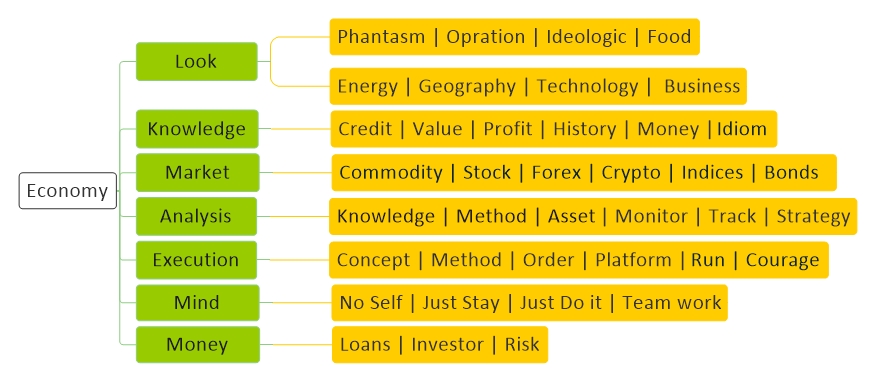 Economy
Look
Phantasm | Opration | Ideologic | Food
Energy | Geography | Technology | Business
Knowledge
Credit | Value | Profit | History | Money | Idiom
Market
Commodity | Stock | Forex | Crypto | Indices | Bonds
Analysis
Knowledge | Method | Asset | Monitor | Track | Strategy
Execution
Concept | Method | Order | Platform | Run | Courage
Mind
No Self | Just Stay | Just Do it | Team work
Money
Loans | Investor | Risk